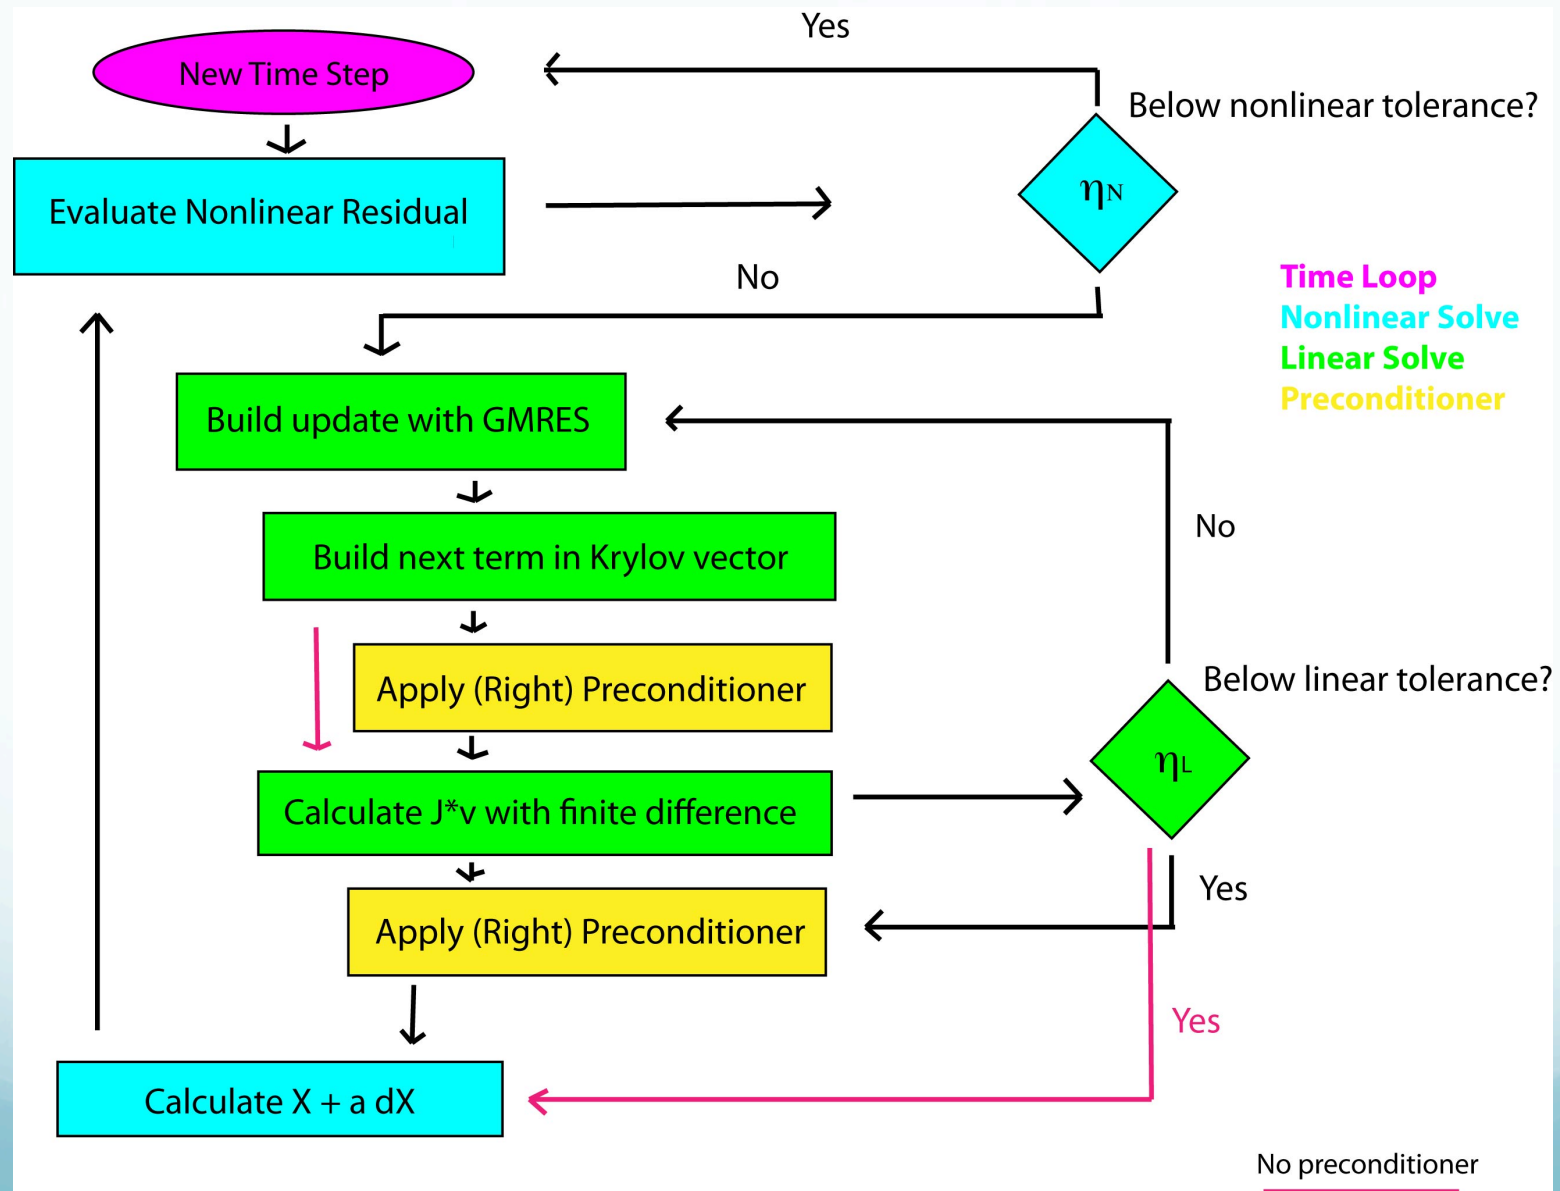 Yes
New Time Step
Below nonlinear tolerance?
Evaluate Nonlinear Residual
ηN
No
Time Loop
Nonlinear Solve
Linear Solve
Preconditioner
Build update with GMRES
No
Build next term in Krylov vector
Apply (Right) Preconditioner
Below linear tolerance?
ηL
Calculate J*v with finite difference
Yes
Apply (Right) Preconditioner
Yes
Calculate X + a dX
No preconditioner